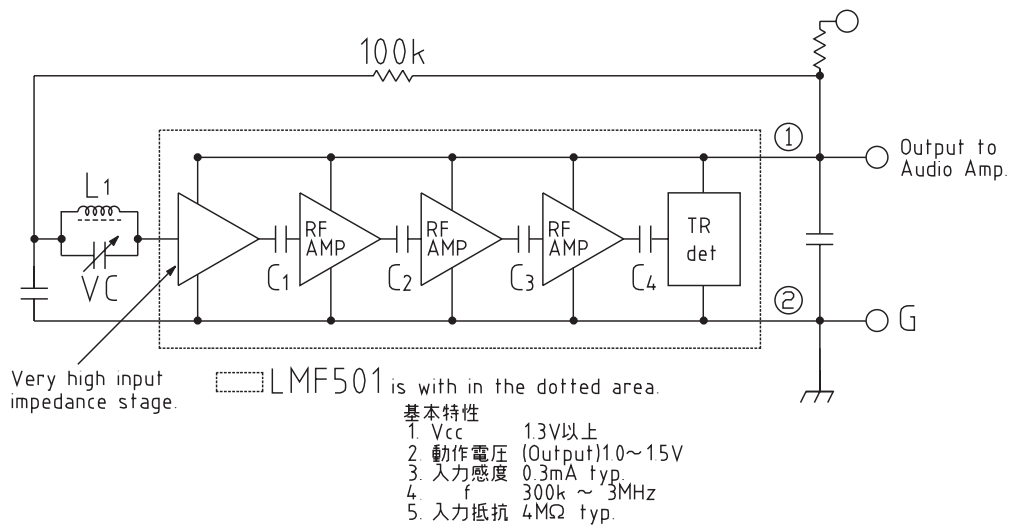 100k
①
Output to
Audio Amp.
L1
VC
RF
AMP
RF
AMP
RF
AMP
TR
det
C1
C2
C3
C4
②
G
Very high input
impedance stage.
LMF501 is with in the dotted area.
基本特性
1. Vcc 1.3V以上
2. 動作電圧 (Output)1.0～1.5V
3. 入力感度 0.3mA typ.
4. f 300k ～ 3MHz
5. 入力抵抗 4MΩ typ.